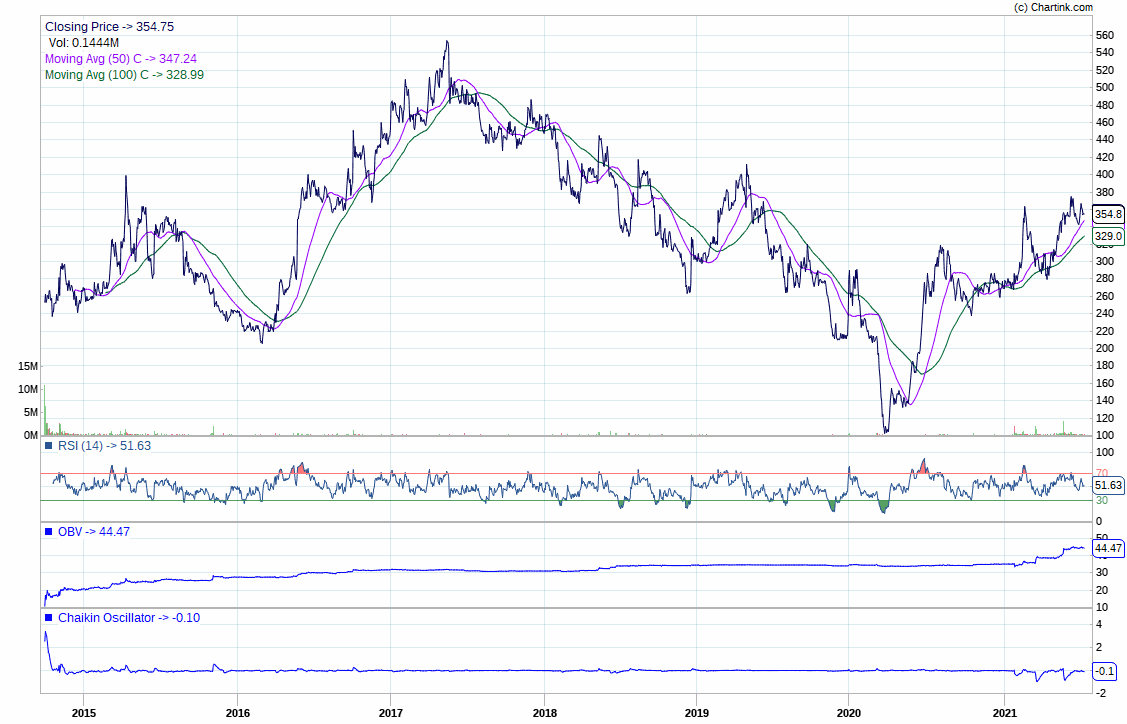 (c) Chartink.com
Closing Price -> 354.75
Vol: 0.1444M
Moving Avg (50) C -> 347.24
Moving Avg (100) C -> 328.99
560
540
520
500
480
460
440
420
400
380
354.8
329.0
300
280
260
240
220
200
180
160
140
120
100
15M
10M
5M
0M
RSI (14) -> 51.63
100
70
51.63
30
0
OBV -> 44.47
44.47
30
20
10
Chaikin Oscillator -> -0.10
4
2
-0.1
-2
2015 2016 2017 2018 2019 2020 2021